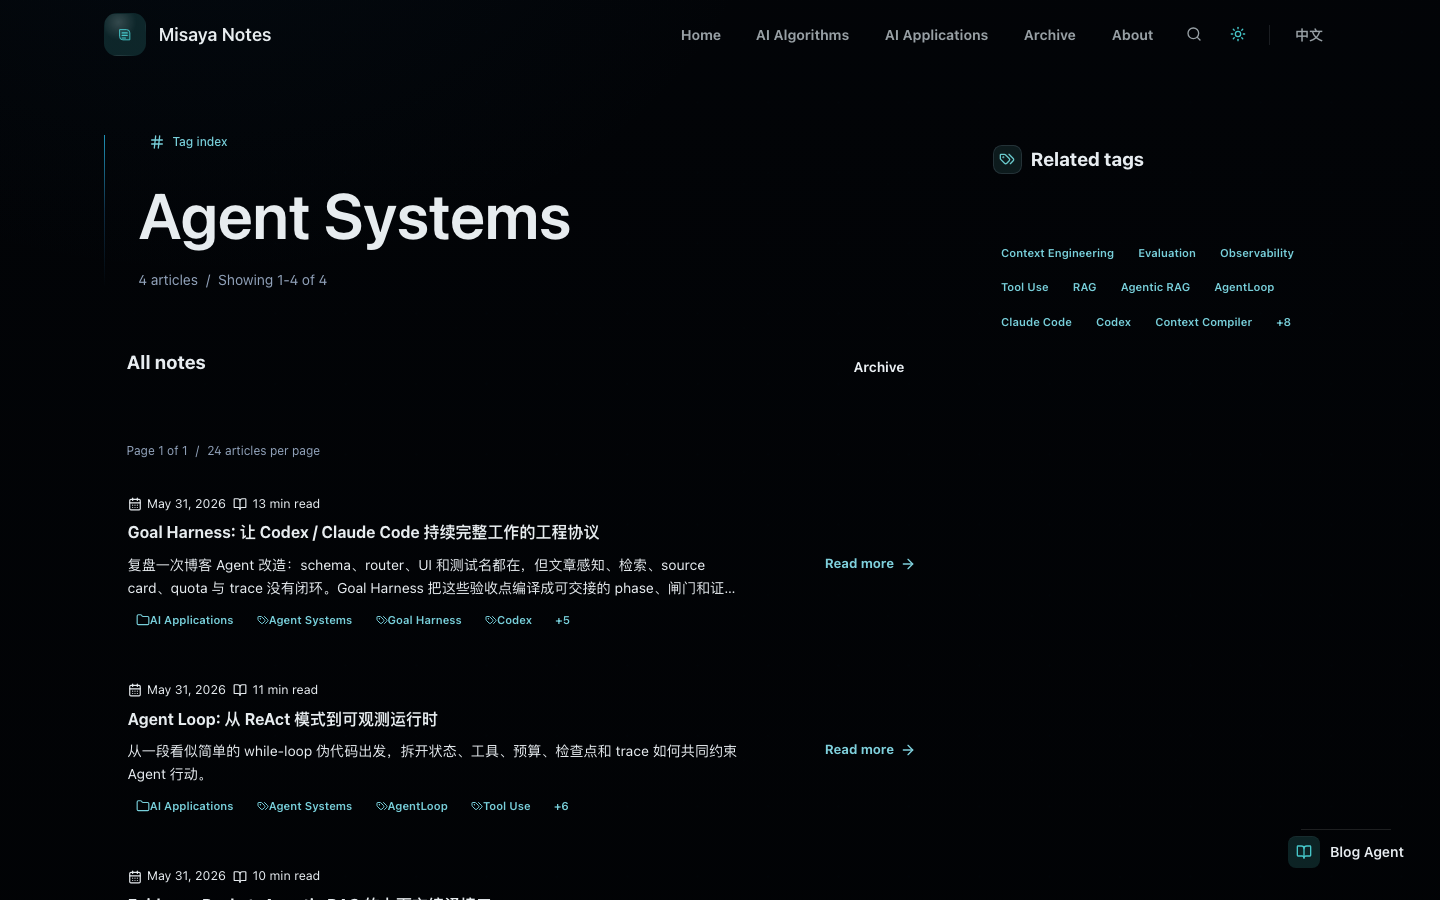 Misaya Notes
Home
AI Algorithms
AI Applications
Archive
About
中文
Tag index
Agent Systems
4 articles / Showing 1-4 of 4
Related tags
Context Engineering
Evaluation
Observability
Tool Use
RAG
Agentic RAG
AgentLoop
Claude Code
Codex
Context Compiler
+8
All notes
Archive
Page 1 of 1 / 24 articles per page
May 31, 2026 13 min read
Goal Harness: 让 Codex / Claude Code 持续完整工作的工程协议
复盘一次博客 Agent 改造：schema、router、UI 和测试名都在，但文章感知、检索、source
card、quota 与 trace 没有闭环。Goal Harness 把这些验收点编译成可交接的 phase、闸门和证...
Read more
AI Applications
Agent Systems
Goal Harness
Codex
+5
May 31, 2026 11 min read
Agent Loop: 从 ReAct 模式到可观测运行时
从一段看似简单的 while-loop 伪代码出发，拆开状态、工具、预算、检查点和 trace 如何共同约束
Agent 行动。
Read more
AI Applications
Agent Systems
AgentLoop
Tool Use
+6
May 31, 2026 10 min read
Blog Agent